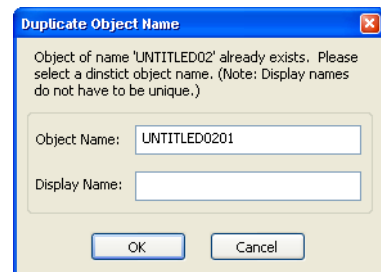 Duplicate Object Name
Object of name 'UNTITLED02' already exists. Please
select a dinstict object name. (Note: Display names
do not have to be unique.)
Object Name: UNTITLED0201
Display Name:
OK Cancel